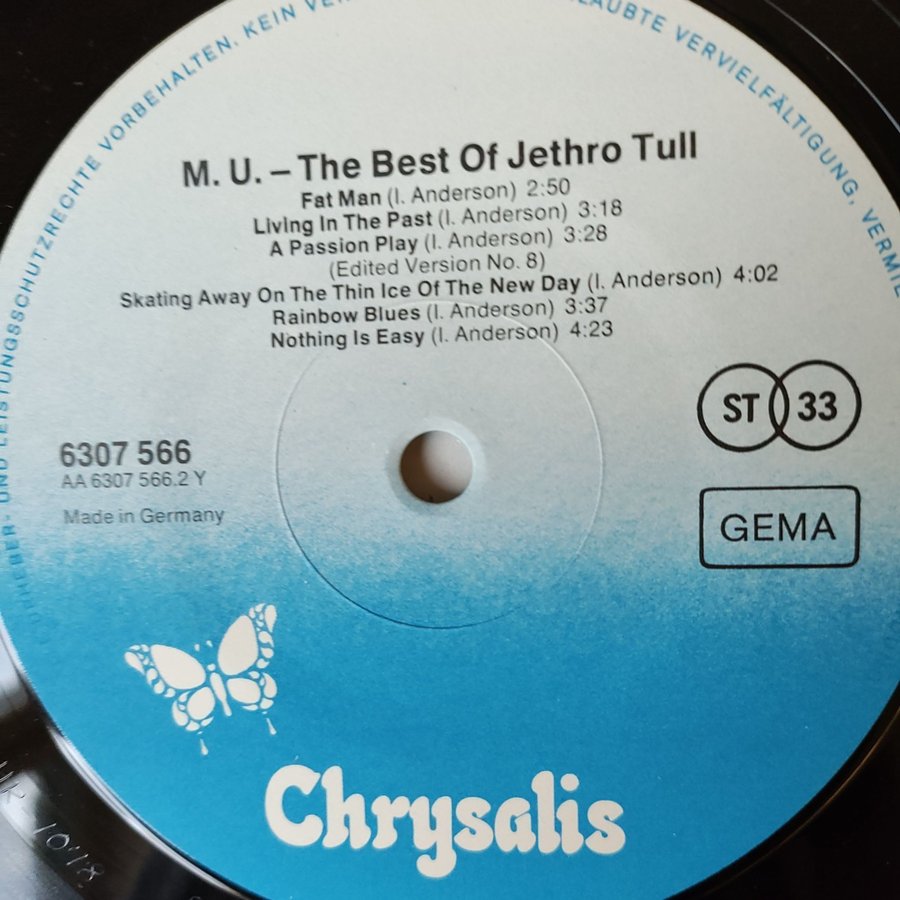 URHEBER- UND LEISTUNGSSCHUTZRECHTE VORBEHALTEN. KEIN
VERVIELFÄLTIGUNG,
M. U. – The Best Of Jethro Tull
Fat Man (I. Anderson) 2:50
Living In The Past (I. Anderson) 3:18
A Passion Play (I. Anderson) 3:28
(Edited Version No. 8)
Skating Away On The Thin Ice Of The New Day (I. Anderson) 4:02
Rainbow Blues (I. Anderson) 3:37
Nothing Is Easy (I. Anderson) 4:23
ST 33
6307 566
AA 6307 566.2 Y
Made in Germany
GEMA
Chrysalis